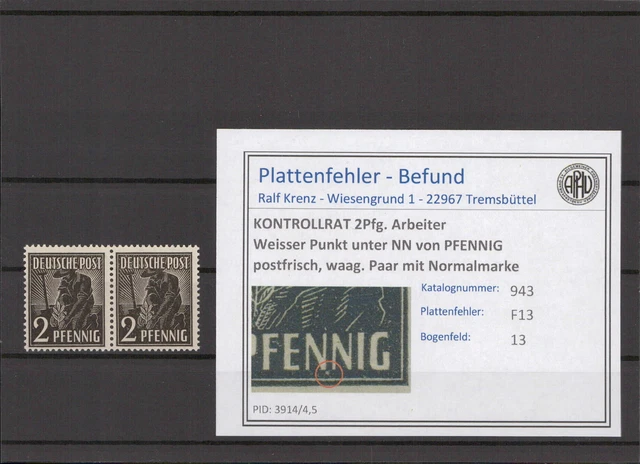 DEUTSCHE POST
2 PFENNIG
DEUTSCHE POST
2 PFENNIG
Plattenfehler - Befund
Ralf Krenz - Wiesengrund 1 - 22967 Tremsbüttel
APHV
KONTROLLRAT 2Pfg. Arbeiter
Weisser Punkt unter NN von PFENNIG
postfrisch, waag. Paar mit Normalmarke
Katalognummer: 943
Plattenfehler: F13
Bogenfeld: 13
PFENNIG
PID: 3914/4,5